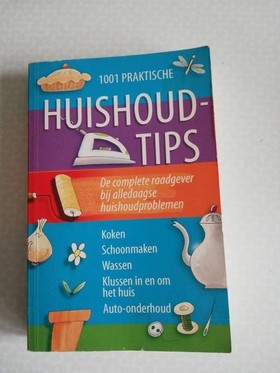 1001 PRAKTISCHE
HUISHOUD-
TIPS
De complete raadgever
bij alledaagse
huishoudproblemen
Koken
Schoonmaken
Wassen
Klussen in en om
het huis
Auto-onderhoud